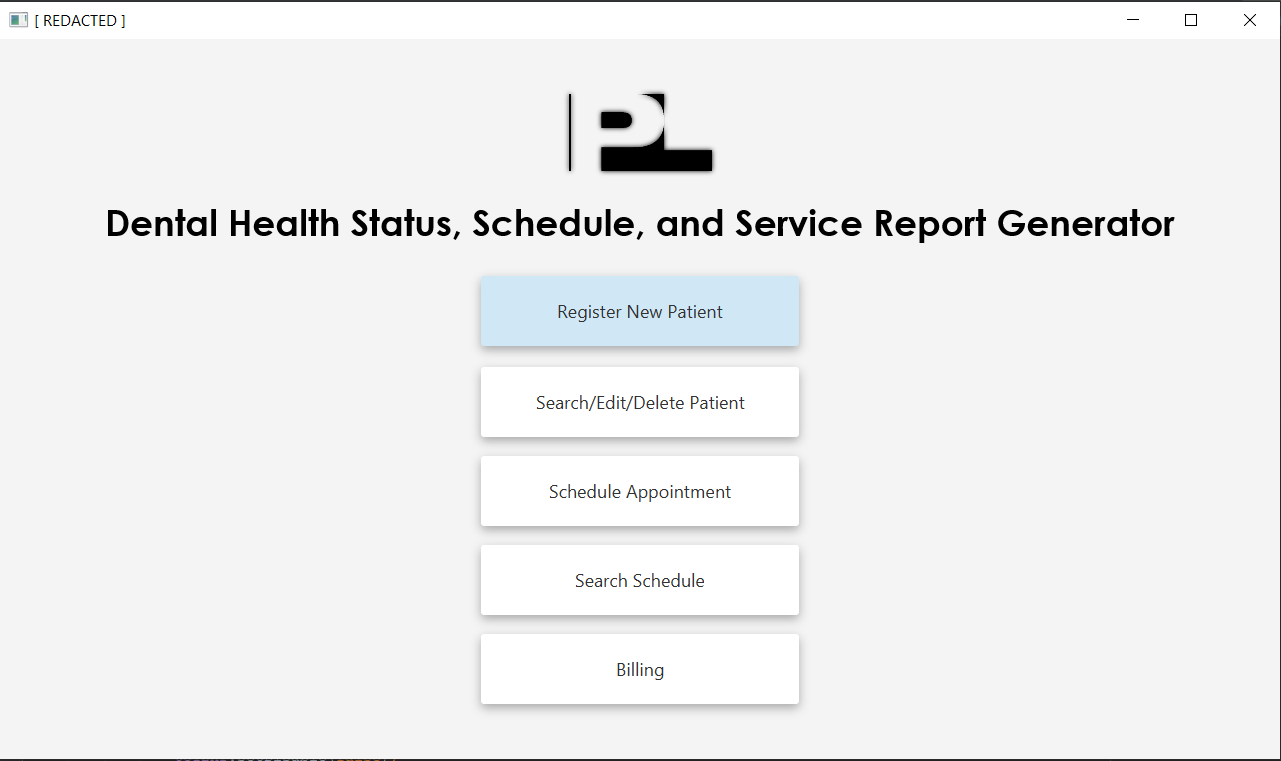 [ REDACTED ]
PL
Dental Health Status, Schedule, and Service Report Generator
Register New Patient
Search/Edit/Delete Patient
Schedule Appointment
Search Schedule
Billing